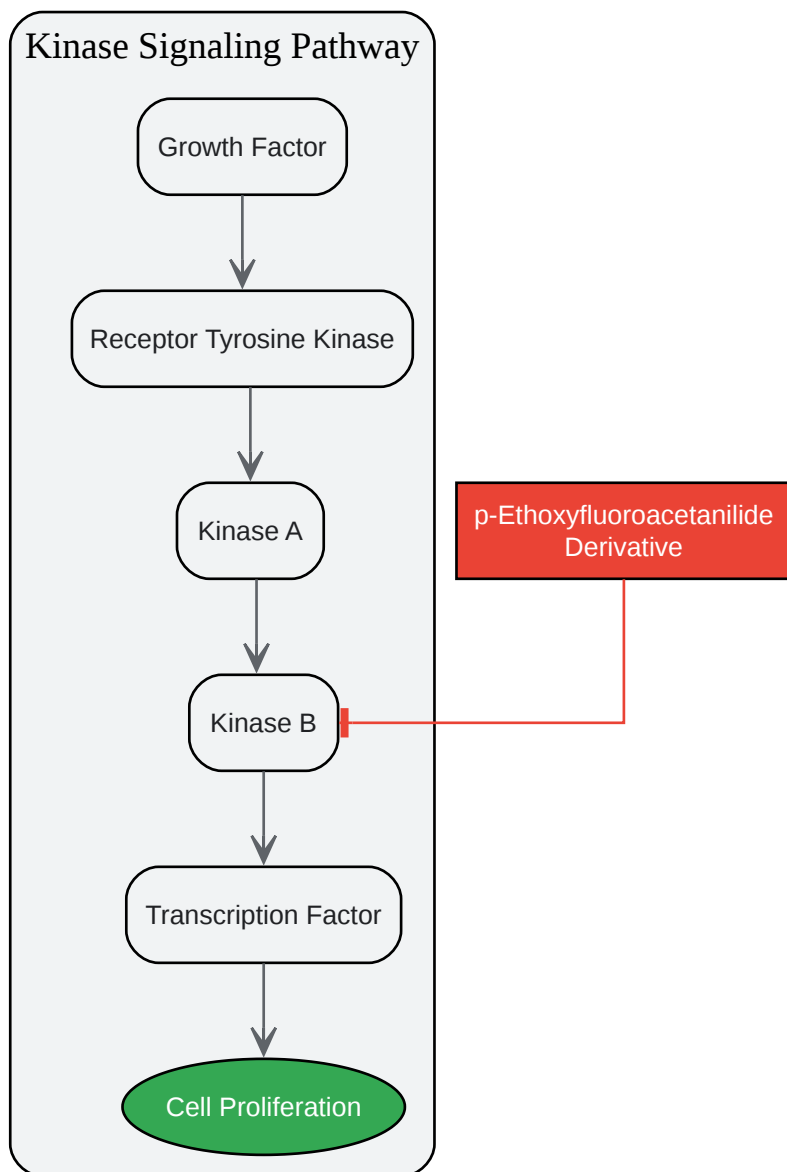 Kinase Signaling Pathway
Growth Factor
Receptor Tyrosine Kinase
Kinase A
p-Ethoxyfluoroacetanilide
Derivative
Kinase B
Transcription Factor
Cell Proliferation